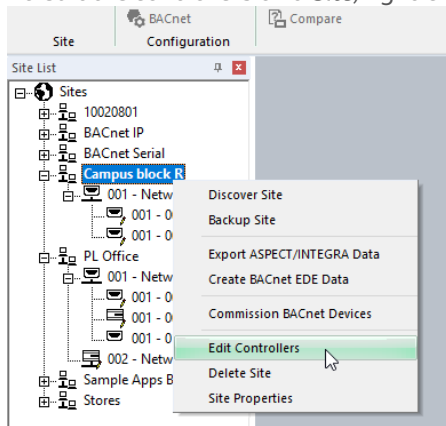 BACnet
Compare
Site
Configuration
Site List
Sites
10020801
BACnet IP
BACnet Serial
Campus block R
001 - Netw
001 - 0
001 - 0
PL Office
001 - Netw
001 - 0
001 - 0
001 - 0
002 - Netw
Sample Apps B
Stores
Discover Site
Backup Site
Export ASPECT/INTEGRA Data
Create BACnet EDE Data
Commission BACnet Devices
Edit Controllers
Delete Site
Site Properties